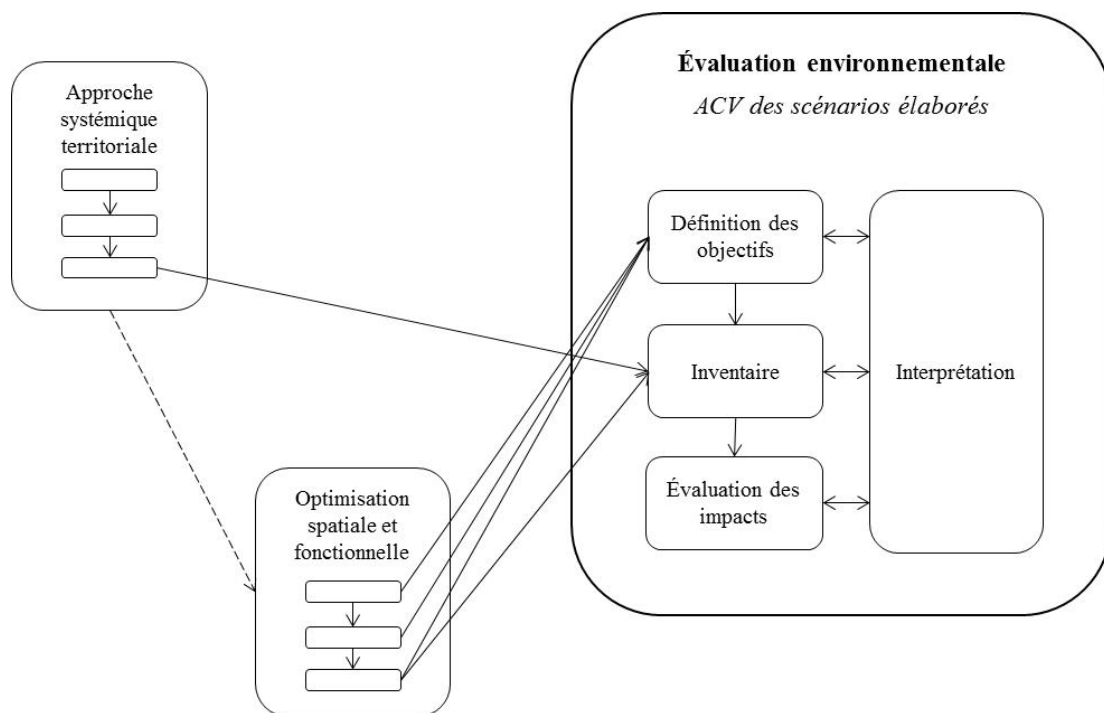 Approche
systémique
territoriale
Optimisation
spatiale et
fonctionnelle
Évaluation environnementale
ACV des scénarios élaborés
Définition des
objectifs
Inventaire
Évaluation des
impacts
Interprétation